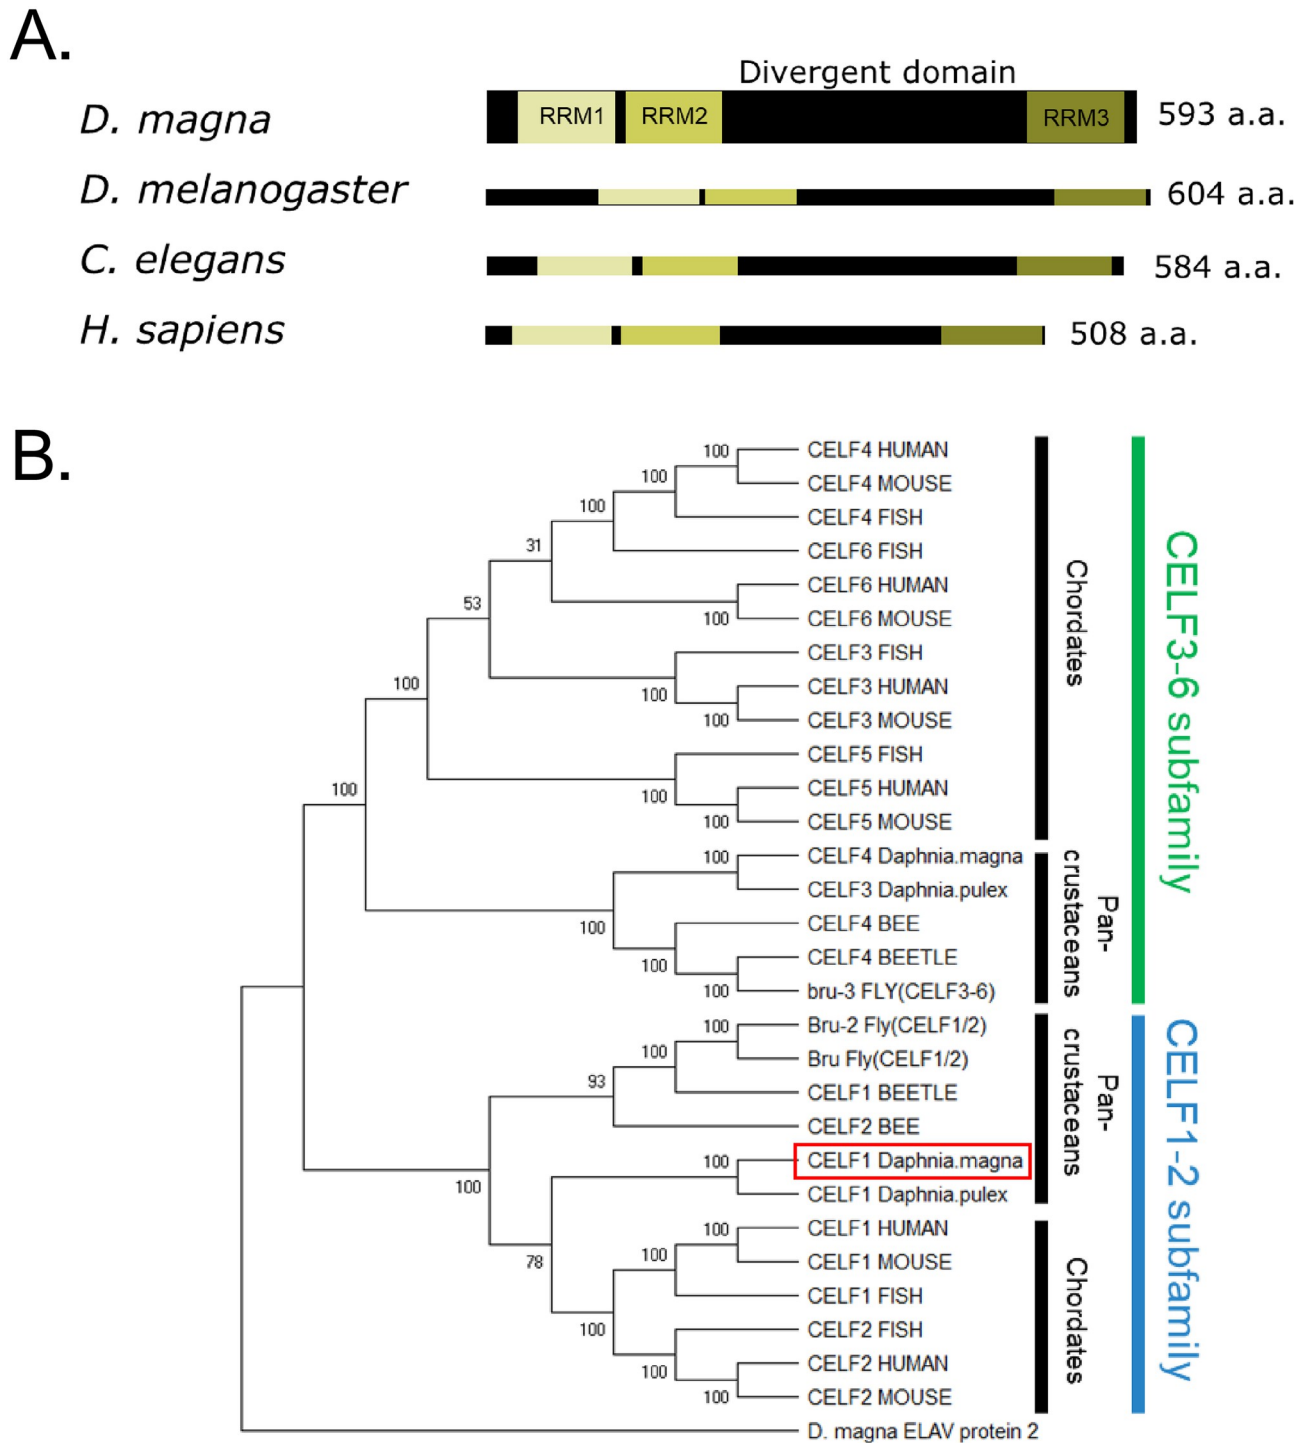 A.
Divergent domain
D. magna
RRM1
RRM2
RRM3
593 a.a.
D. melanogaster
604 a.a.
C. elegans
584 a.a.
H. sapiens
508 a.a.
B.
100
CELF4 HUMAN
100
CELF4 MOUSE
100
CELF4 FISH
31
CELF6 FISH
53
CELF6 HUMAN
100
CELF6 MOUSE
100
CELF3 FISH
100
CELF3 HUMAN
100
CELF3 MOUSE
100
CELF5 FISH
100
CELF5 HUMAN
100
CELF5 MOUSE
100
CELF4 Daphnia.magna
CELF3 Daphnia.pulex
100
CELF4 BEE
100
CELF4 BEETLE
100
bru-3 FLY(CELF3-6)
100
Bru-2 Fly(CELF1/2)
100
Bru Fly(CELF1/2)
93
CELF1 BEETLE
CELF2 BEE
100
100
CELF1 Daphnia.magna
CELF1 Daphnia.pulex
78
100
CELF1 HUMAN
100
CELF1 MOUSE
CELF1 FISH
100
CELF2 FISH
100
CELF2 HUMAN
100
CELF2 MOUSE
D. magna ELAV protein 2
Chordates
Pan-
crustaceans
CELF3-6 subfamily
Pan-
crustaceans
Chordates
CELF1-2 subfamily